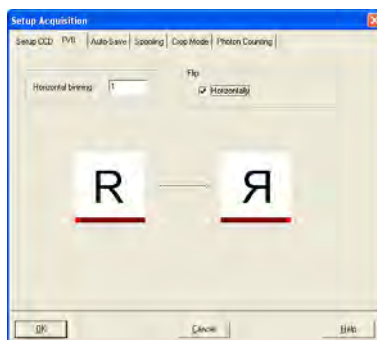 Setup Acquisition
Setup CCD FVB Auto-Save Spooling Crop Mode Photon Counting
Flip
Horizontal binning: 1
Horizontally
R Я
OK Cancel Help